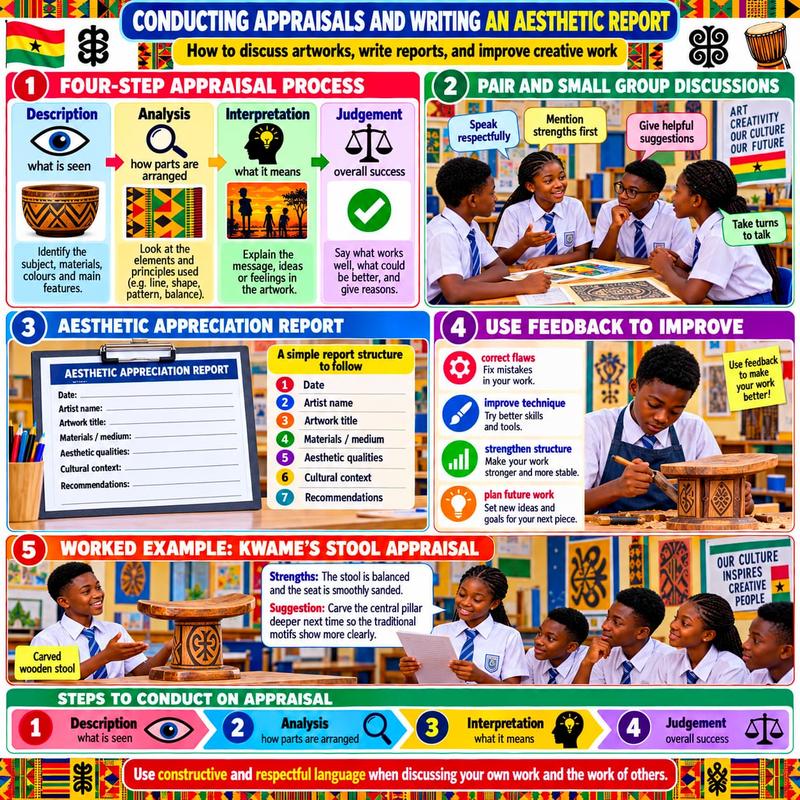 CONDUCTING APPRAISALS AND WRITING AN AESTHETIC REPORT
How to discuss artworks, write reports, and improve creative work
1 FOUR-STEP APPRAISAL PROCESS
Description
what is seen
Identify the
subject, materials,
colours and main
features.
Analysis
how parts are
arranged
Look at the
elements and
principles used
(e.g. line, shape,
pattern, balance).
Interpretation
what it means
Explain the
message, ideas
or feelings in
the artwork.
Judgement
overall success
Say what works
well, what could
be better, and
give reasons.
2 PAIR AND SMALL GROUP DISCUSSIONS
Speak
respectfully
Mention
strengths first
Give helpful
suggestions
ART
CREATIVITY
OUR CULTURE
OUR FUTURE
Take turns
to talk
3 AESTHETIC APPRECIATION REPORT
AESTHETIC APPRECIATION REPORT
Date:
Artist name:
Artwork title:
Materials / medium:
Aesthetic qualities:
Cultural context:
Recommendations:
A simple report structure
to follow
1 Date
2 Artist name
3 Artwork title
4 Materials / medium
5 Aesthetic qualities
6 Cultural context
7 Recommendations
4 USE FEEDBACK TO IMPROVE
correct flaws
Fix mistakes
in your work.
improve technique
Try better skills
and tools.
strengthen structure
Make your work
stronger and more stable.
plan future work
Set new ideas and
goals for your next piece.
Use feedback
to make
your work
better!
5 WORKED EXAMPLE: KWAME'S STOOL APPRAISAL
Carved
wooden stool
Strengths: The stool is balanced
and the seat is smoothly sanded.
Suggestion: Carve the central pillar
deeper next time so the traditional
motifs show more clearly.
OUR CULTURE
INSPIRES
CREATIVE
PEOPLE
STEPS TO CONDUCT ON APPRAISAL
1 Description
what is seen
2 Analysis
how parts are arranged
3 Interpretation
what it means
4 Judgement
overall success
Use constructive and respectful language when discussing your own work and the work of others.